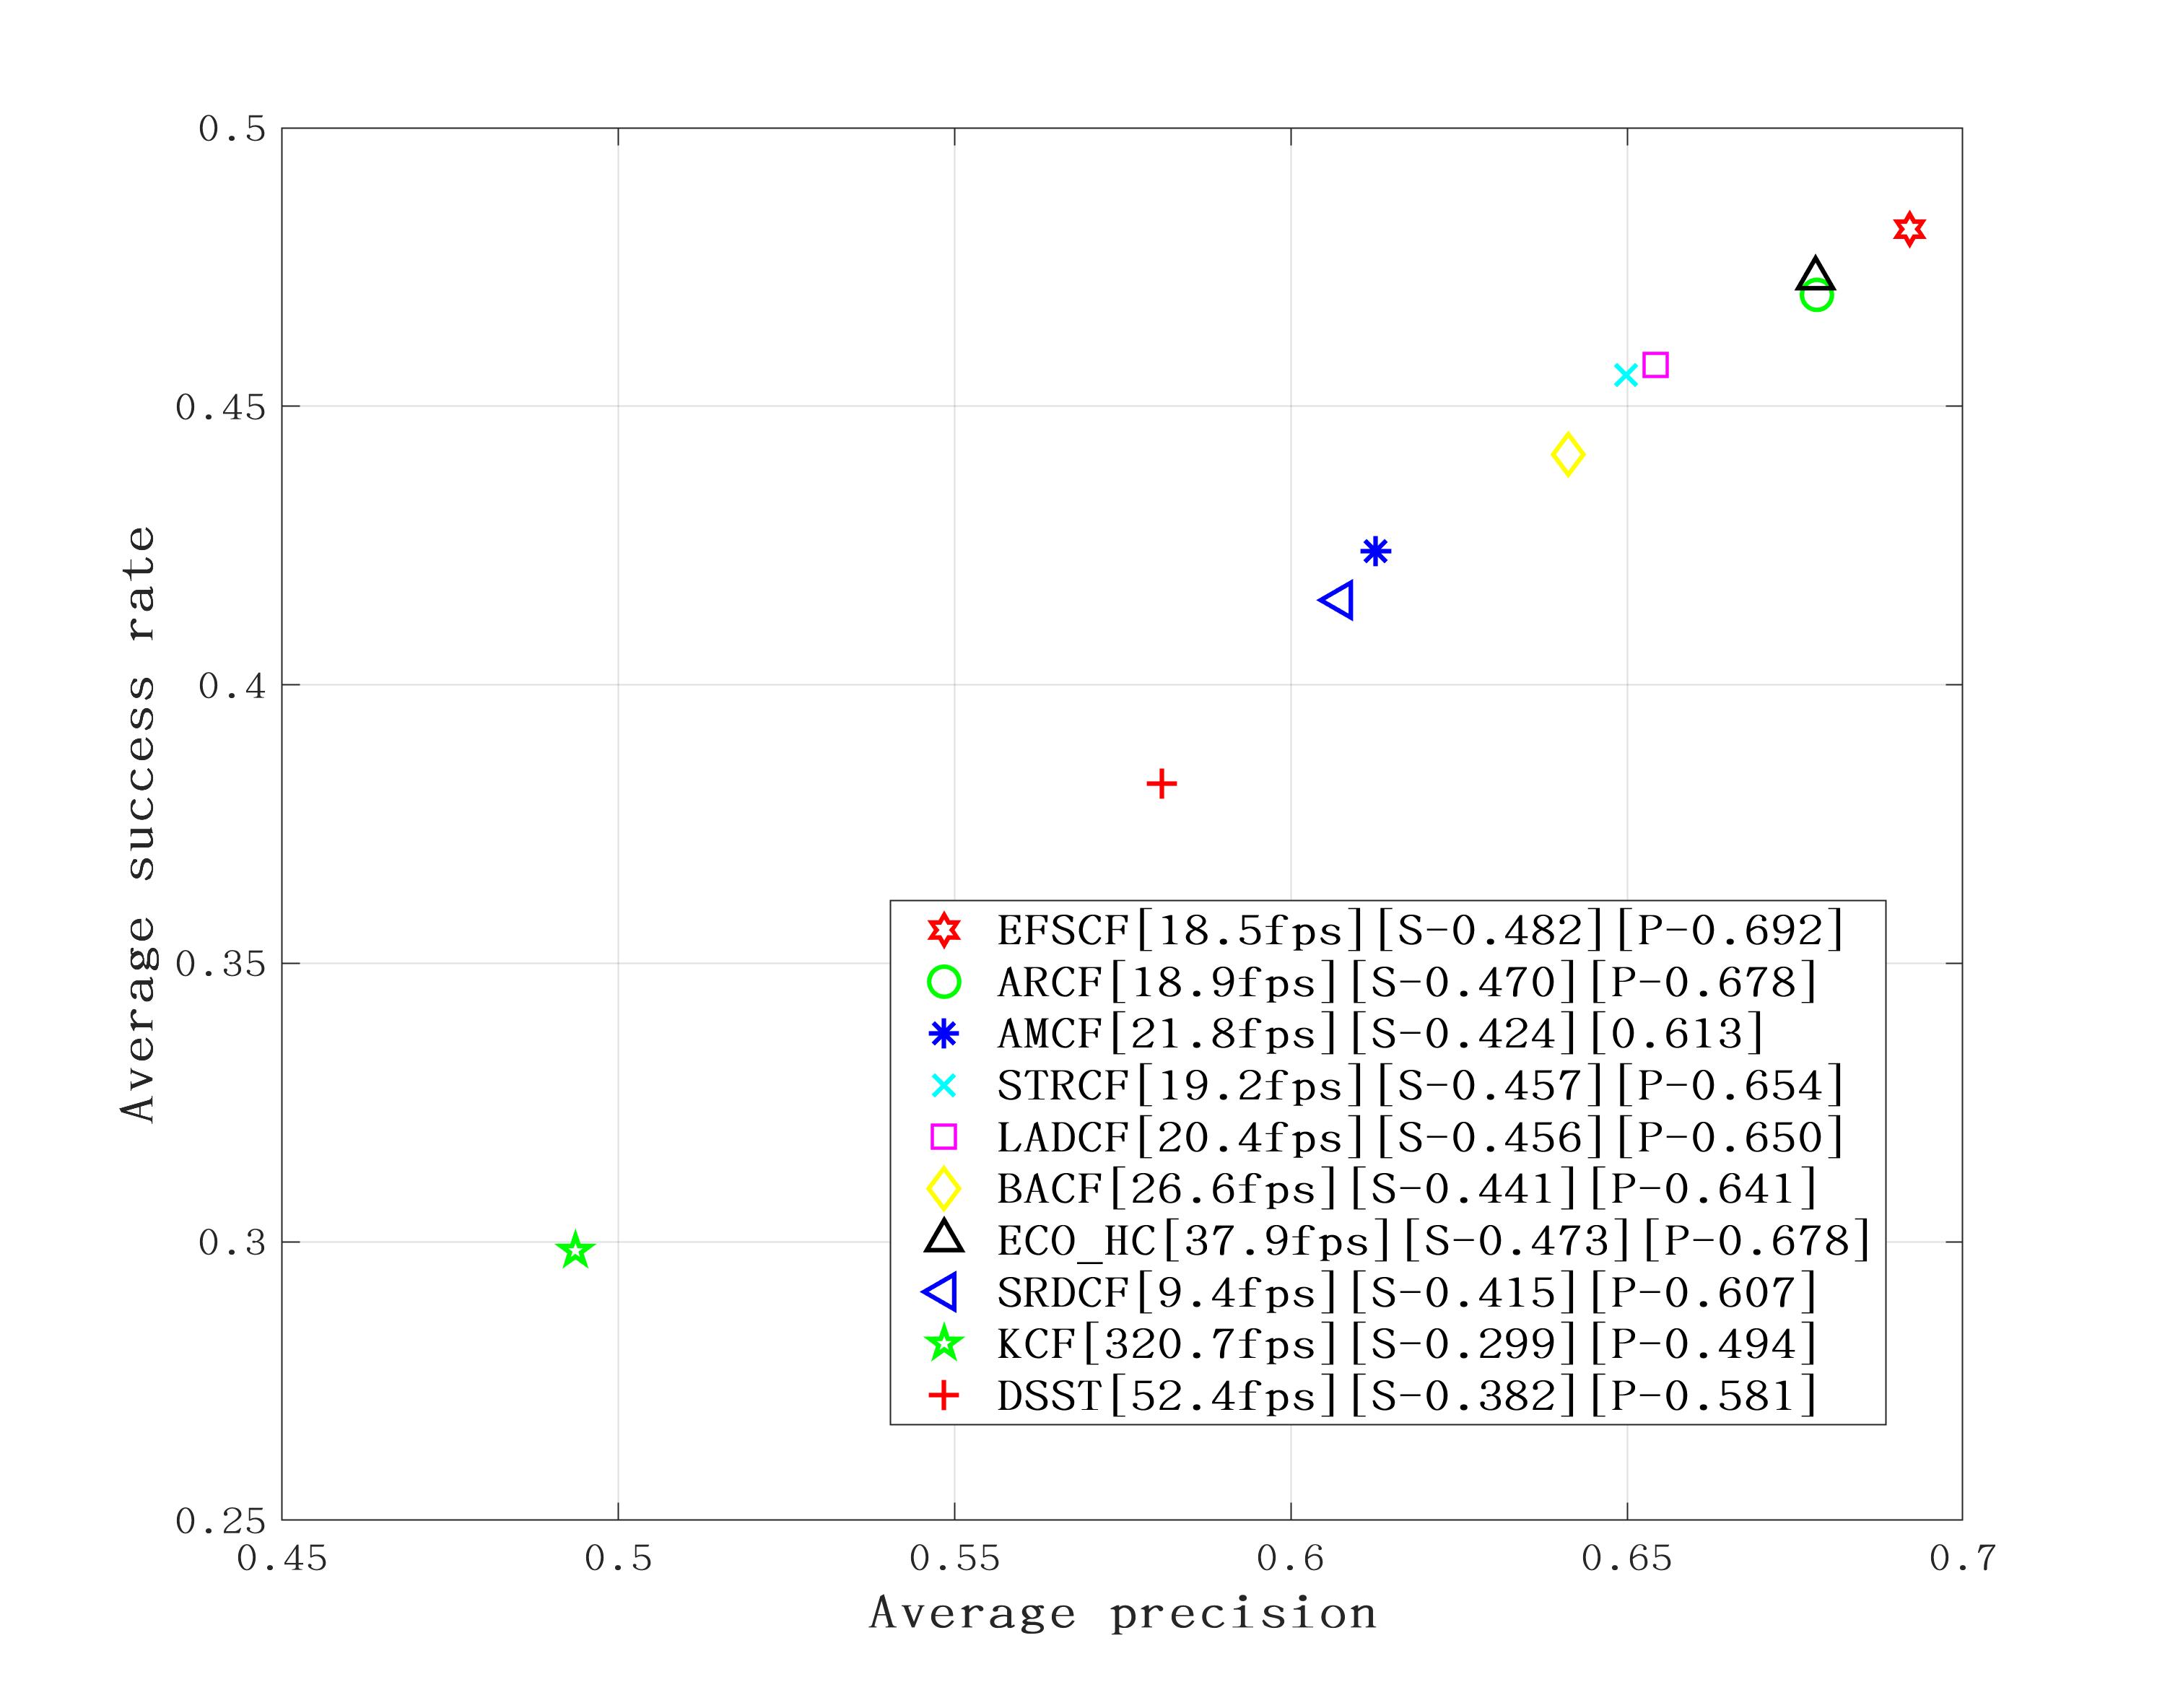 0.5
0.45
0.4
0.35
0.3
0.25
0.45
0.5
0.55
0.6
0.65
0.7
Average success rate
Average precision
EFSCF[18.5fps][S-0.482][P-0.692]
ARCF[18.9fps][S-0.470][P-0.678]
AMCF[21.8fps][S-0.424][0.613]
STRCF[19.2fps][S-0.457][P-0.654]
LADCF[20.4fps][S-0.456][P-0.650]
BACF[26.6fps][S-0.441][P-0.641]
ECO_HC[37.9fps][S-0.473][P-0.678]
SRDCF[9.4fps][S-0.415][P-0.607]
KCF[320.7fps][S-0.299][P-0.494]
DSST[52.4fps][S-0.382][P-0.581]